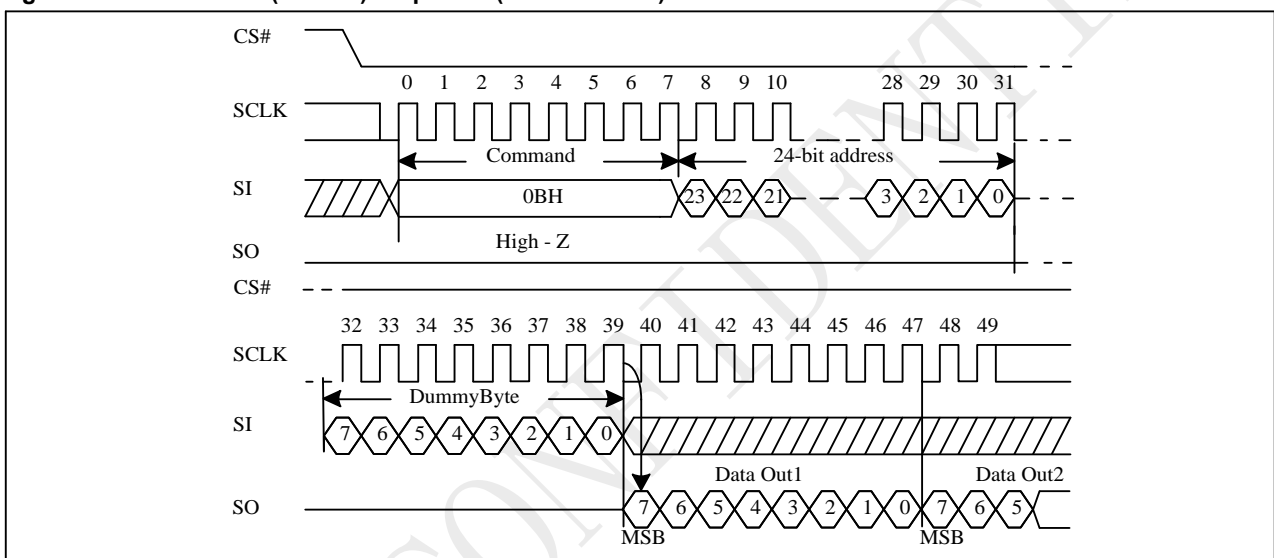 CS#
0 1 2 3 4 5 6 7 8 9 10 28 29 30 31
SCLK
Command 24-bit address
SI 0BH 23 22 21 3 2 1 0
High - Z
SO
CS#
32 33 34 35 36 37 38 39 40 41 42 43 44 45 46 47 48 49
SCLK
DummyByte
SI 7 6 5 4 3 2 1 0
Data Out1 Data Out2
SO 7 6 5 4 3 2 1 0 7 6 5
MSB MSB